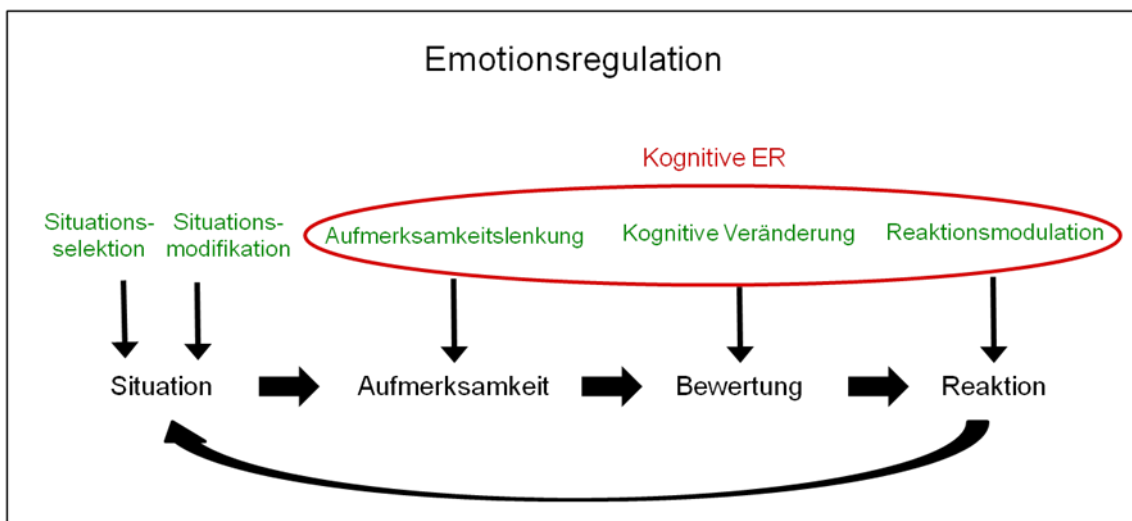 Emotionsregulation
Kognitive ER
Situations-
selektion
Situations-
modifikation
Aufmerksamkeitslenkung
Kognitive Veränderung
Reaktionsmodulation
Situation
Aufmerksamkeit
Bewertung
Reaktion